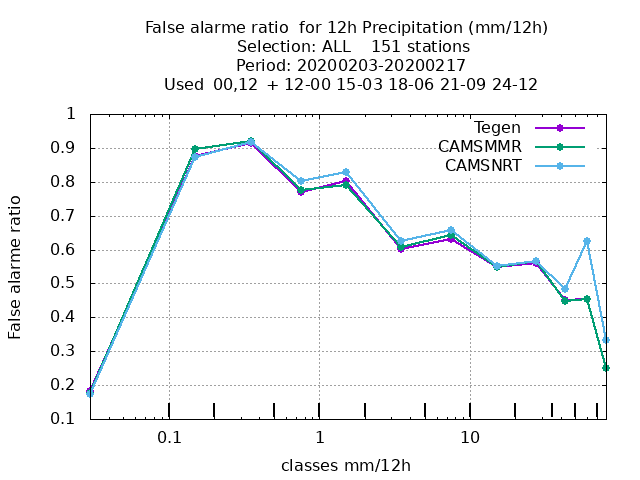 False alarme ratio  for 12h Precipitation (mm/12h)
Selection: ALL    151 stations
Period: 20200203-20200217
Used  00,12  + 12-00 15-03 18-06 21-09 24-12
Tegen
CAMSMMR
CAMSNRT
1
0.9
0.8
0.7
0.6
0.5
0.4
0.3
0.2
0.1
False alarme ratio
0.1 1 10
classes mm/12h